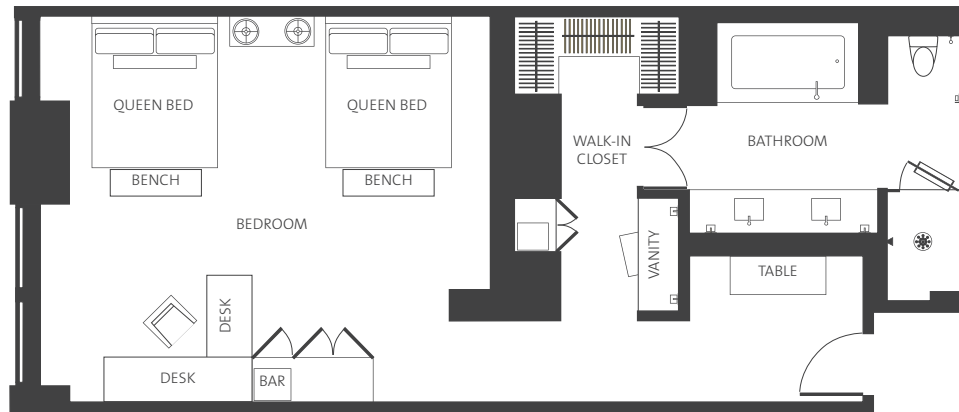 QUEEN BED
QUEEN BED
WALK-IN
CLOSET
BATHROOM
BENCH
BENCH
BEDROOM
VANITY
TABLE
DESK
DESK
BAR